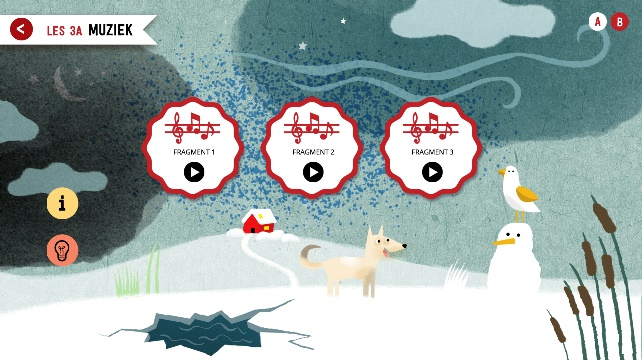 LES 3A MUZIEK
A B
FRAGMENT 1
FRAGMENT 2
FRAGMENT 3
i